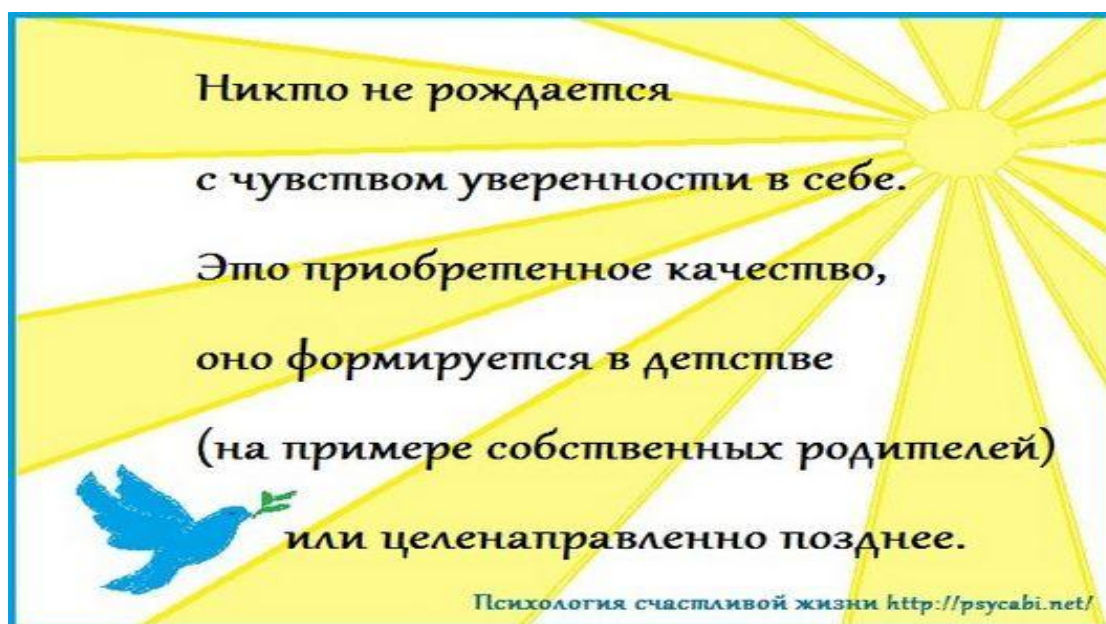 Никто не рождается
с чувством уверенности в себе.
Это приобретенное качество,
оно формируется в детстве
(на примере собственных родителей)
или целенаправленно позднее.
Психология счастливой жизни http://psycabi.net/